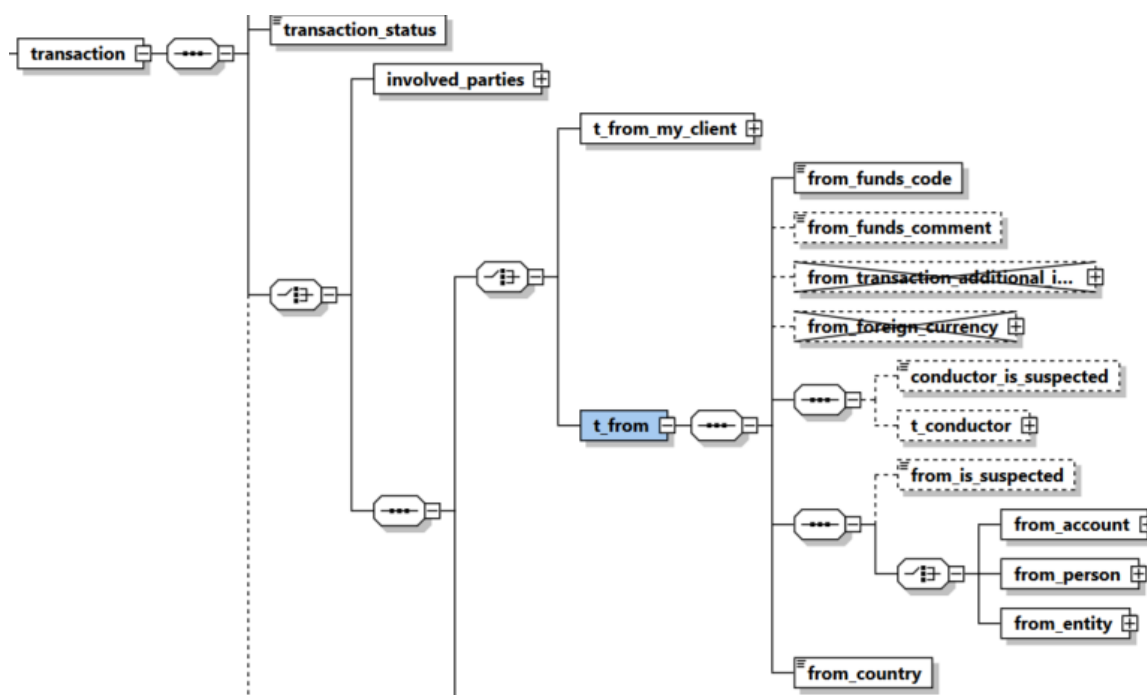 transaction_status
transaction
involved_parties
t_from_my_client
from_funds_code
from_funds_comment
from_transaction_additional_i...
from_foreign_currency
conductor_is_suspected
t_from
t_conductor
from_is_suspected
from_account
from_person
from_entity
from_country